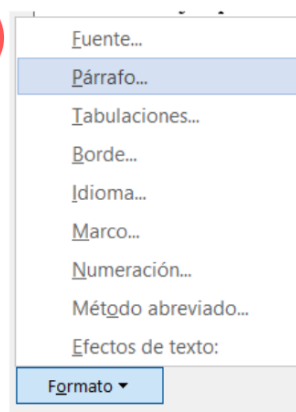 Fuente...
Párrafo...
Tabulaciones...
Borde...
Idioma...
Marco...
Numeración...
Método abreviado...
Efectos de texto:
Formato